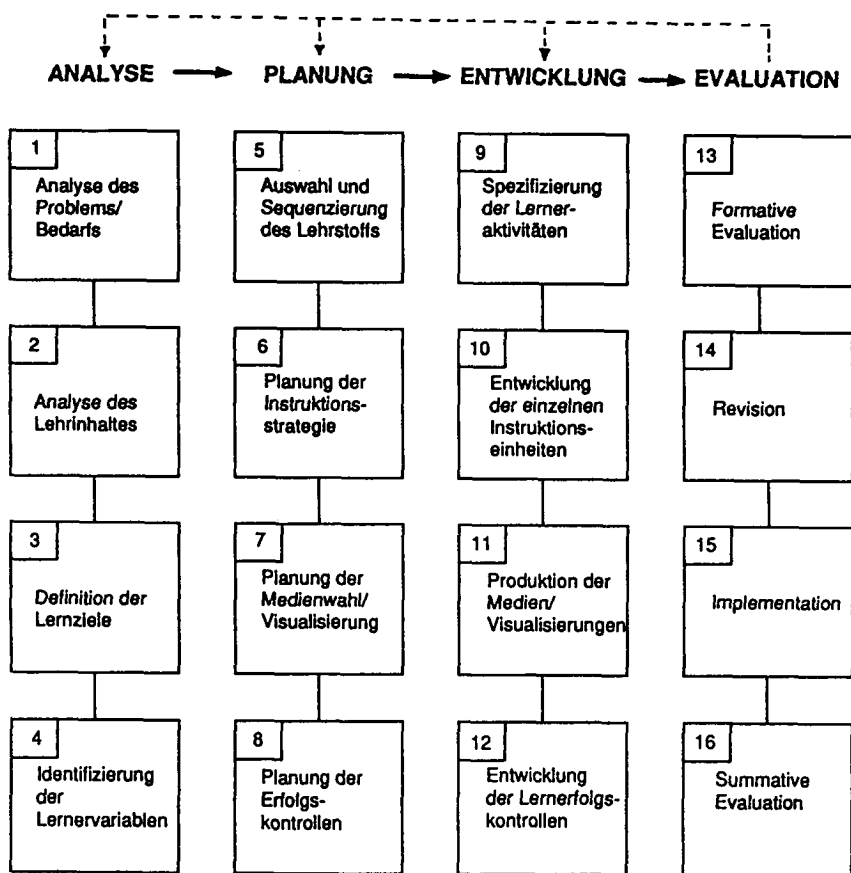 ANALYSE
PLANUNG
ENTWICKLUNG
EVALUATION
1
Analyse des
Problems/
Bedarfs
2
Analyse des
Lehrinhaltes
3
Definition der
Lernziele
4
Identifizierung
der
Lernervariablen
5
Auswahl und
Sequenzierung
des Lehrstoffs
6
Planung der
Instruktions-
strategie
7
Planung der
Medienwahl/
Visualisierung
8
Planung der
Erfolgs-
kontrollen
9
Spezifizierung
der Lerner-
aktivitäten
10
Entwicklung
der einzelnen
Instruktions-
einheiten
11
Produktion der
Medien/
Visualisierungen
12
Entwicklung
der Lernerfolgs-
kontrollen
13
Formative
Evaluation
14
Revision
15
Implementation
16
Summative
Evaluation